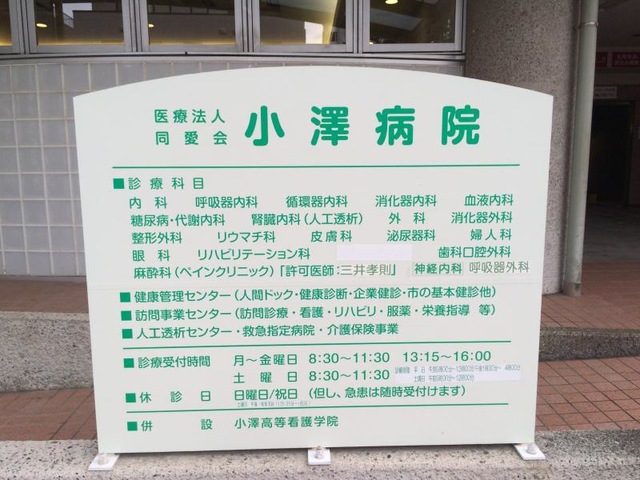 医療法人
同愛会
小澤病院
■診療科目
内科 呼吸器内科 循環器内科 消化器内科 血液内科
糖尿病・代謝内科 腎臓内科(人工透析) 外科 消化器外科
整形外科 リウマチ科 皮膚科 泌尿器科 婦人科
眼科 リハビリテーション科 歯科口腔外科
麻酔科(ペインクリニック)「許可医師:三井孝則」 神経内科 呼吸器外科
■健康管理センター(人間ドック・健康診断・企業健診・市の基本健診他)
■訪問事業センター(訪問診療・看護・リハビリ・服薬・栄養指導 等)
■人工透析センター・救急指定病院・介護保険事業
■診療受付時間 月～金曜日 8:30～11:30 13:15～16:00
土曜日 8:30～11:30
■休診日 日曜日/祝日(但し、急患は随時受付けます)
■併設 小澤高等看護学院